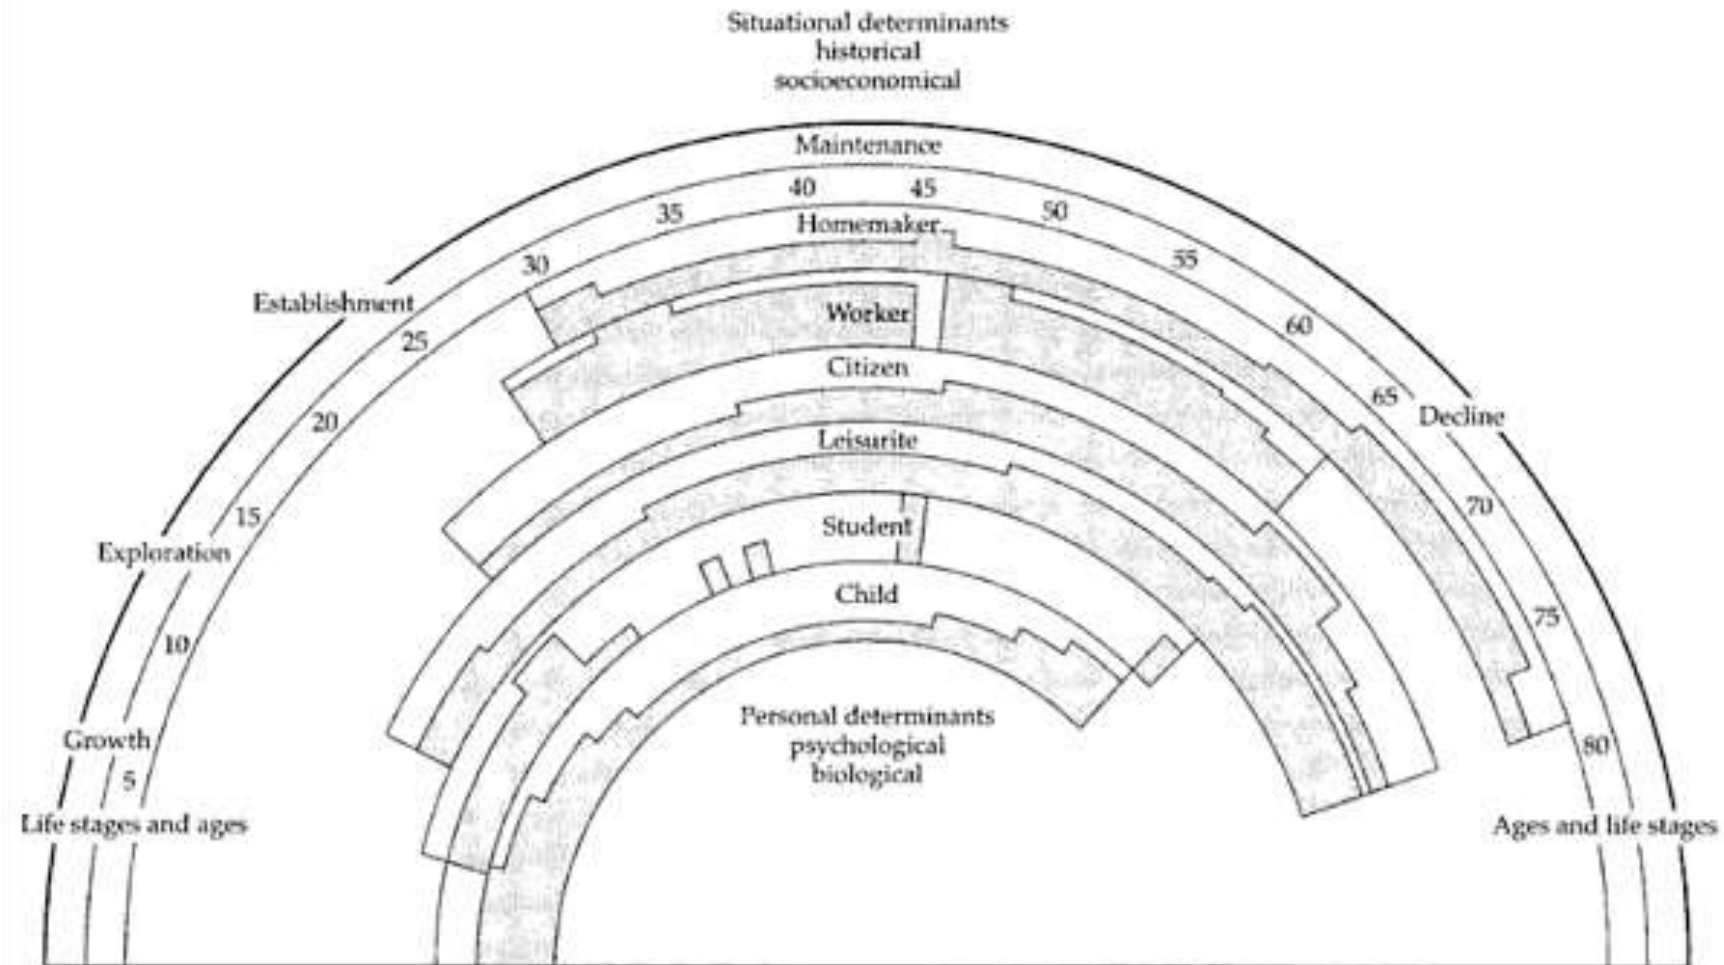 Situational determinants
historical
socioeconomical
Maintenance
40
45
35
50
Homemaker
30
55
Establishment
Worker
60
25
Citizen
65
Decline
20
Leisurite
70
15
Student
Exploration
Child
75
10
Personal determinants
psychological
biological
Growth
80
5
Life stages and ages
Ages and life stages